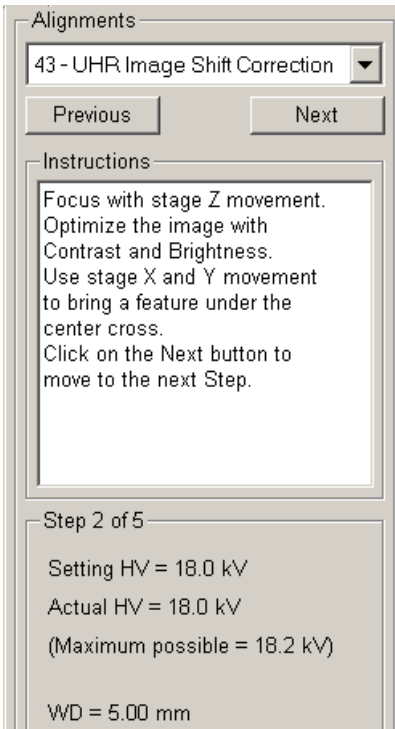 Alignments
43 - UHR Image Shift Correction
Previous Next
Instructions
Focus with stage Z movement.
Optimize the image with
Contrast and Brightness.
Use stage X and Y movement
to bring a feature under the
center cross.
Click on the Next button to
move to the next Step.
Step 2 of 5
Setting HV = 18.0 kV
Actual HV = 18.0 kV
(Maximum possible = 18.2 kV)
WD = 5.00 mm